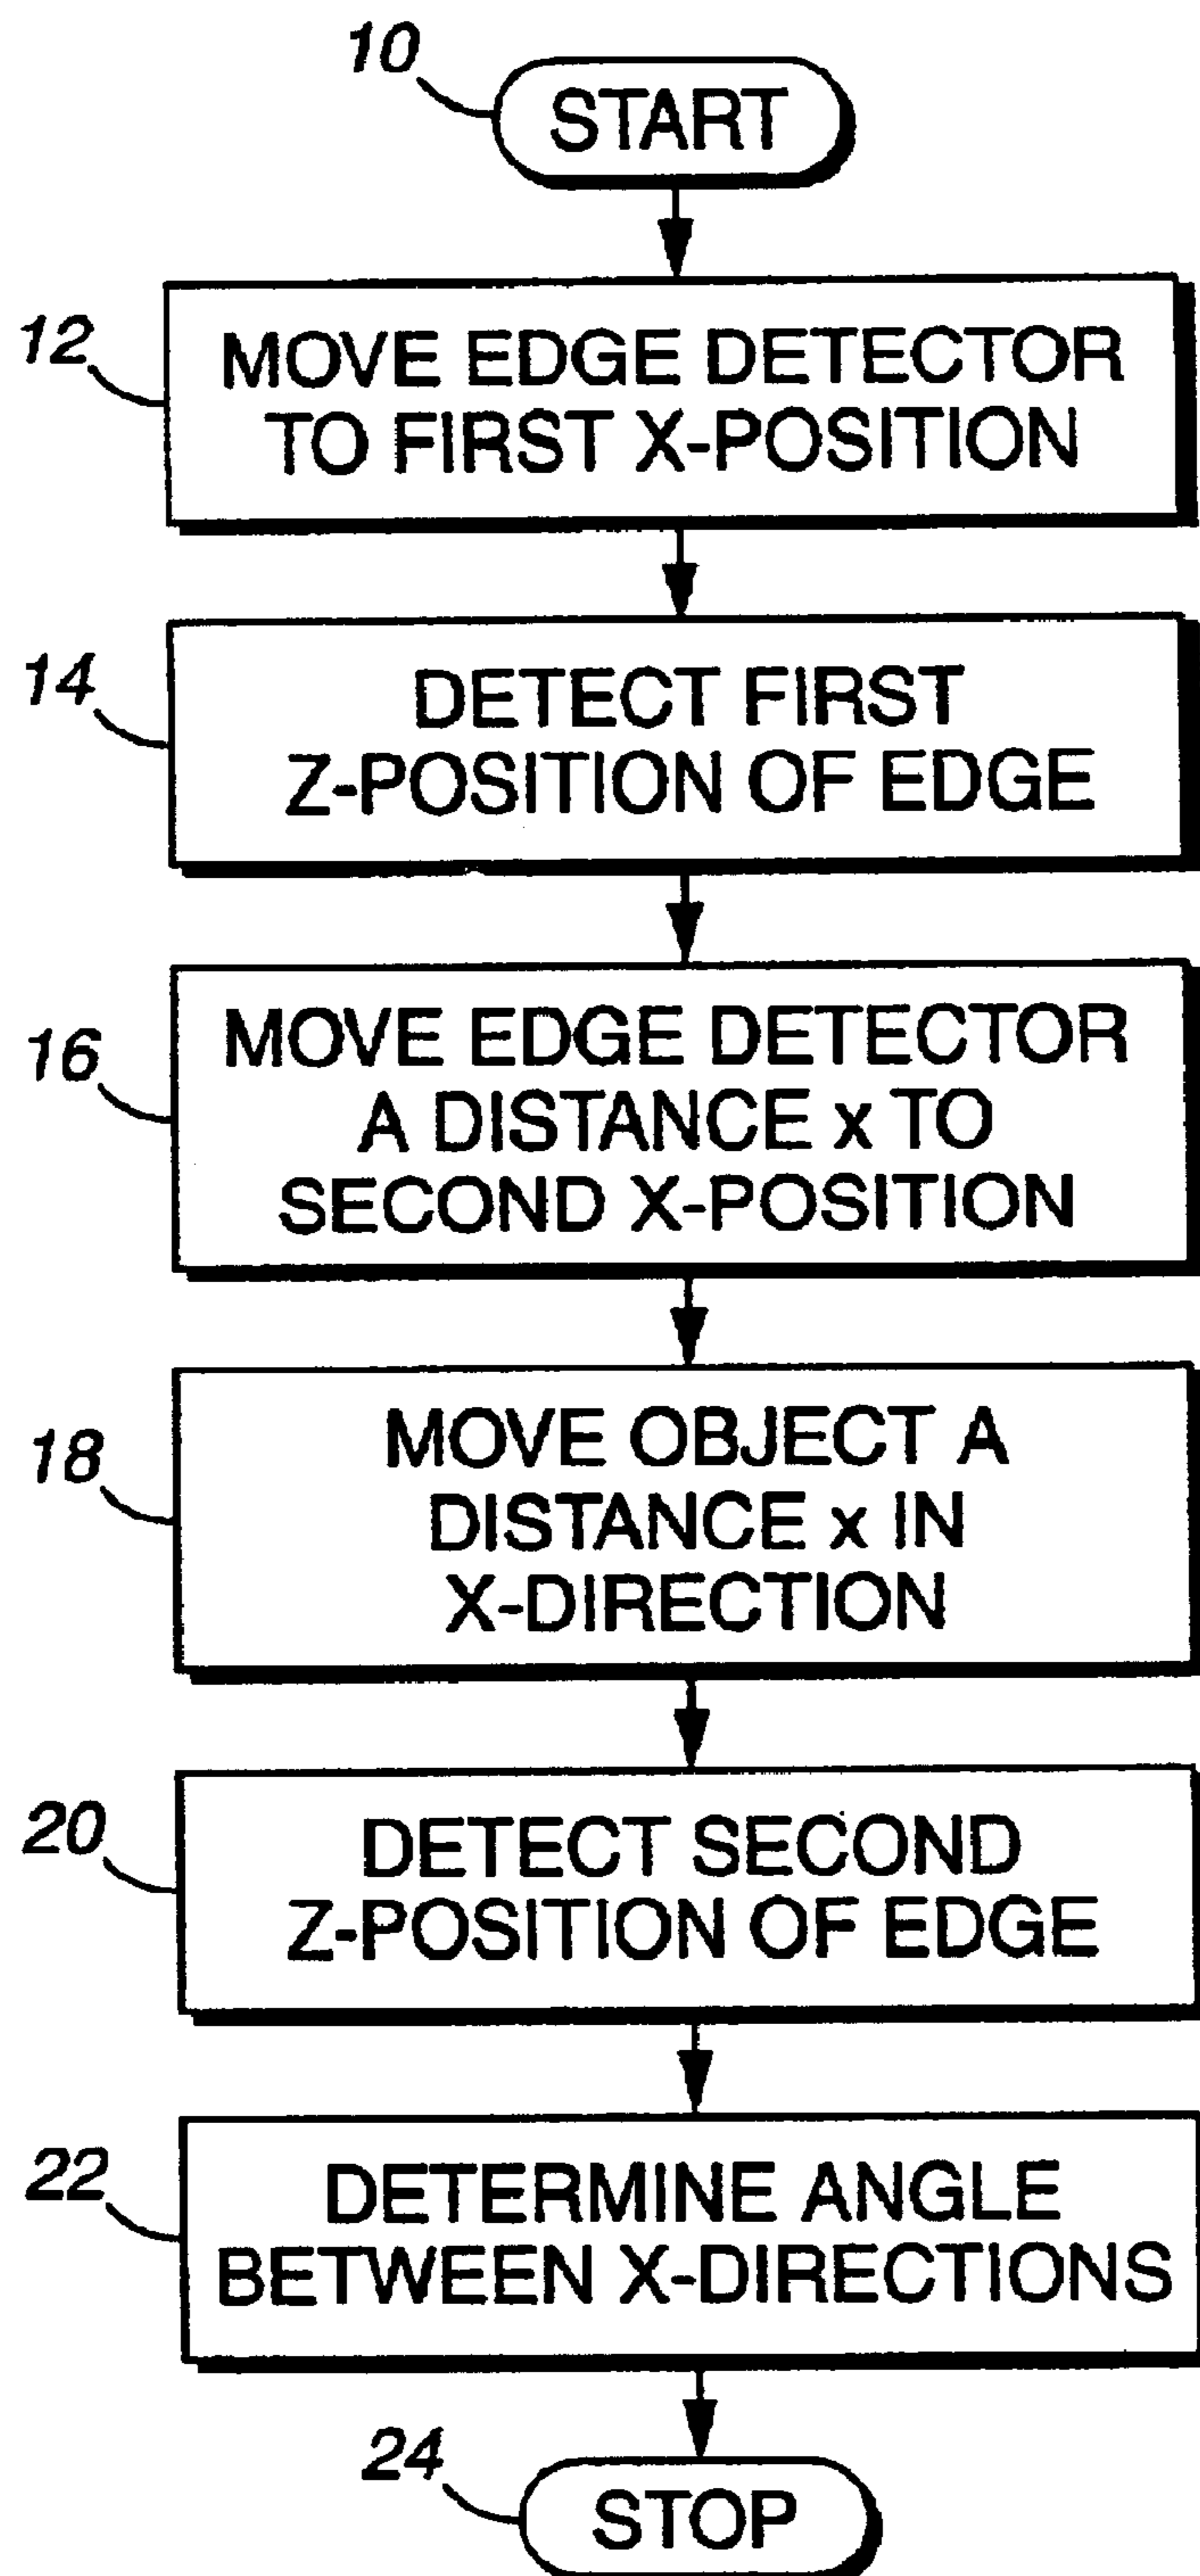 10
START
12
MOVE EDGE DETECTOR
TO FIRST X-POSITION
14
DETECT FIRST
Z-POSITION OF EDGE
16
MOVE EDGE DETECTOR
A DISTANCE x TO
SECOND X-POSITION
18
MOVE OBJECT A
DISTANCE x IN
X-DIRECTION
20
DETECT SECOND
Z-POSITION OF EDGE
22
DETERMINE ANGLE
BETWEEN X-DIRECTIONS
24
STOP